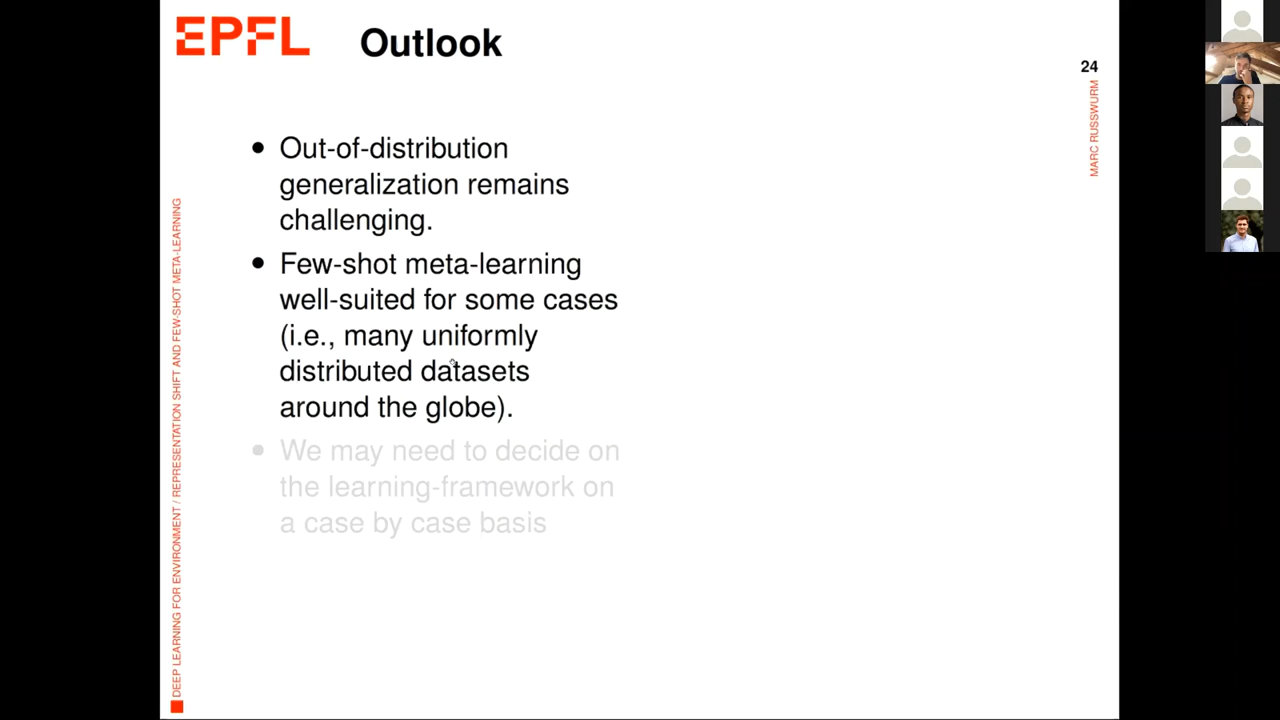 EPFL
Outlook
24
MARC RUSSWURM
• Out-of-distribution
generalization remains
challenging.
• Few-shot meta-learning
well-suited for some cases
(i.e., many uniformly
distributed datasets
around the globe).
• We may need to decide on
the learning-framework on
a case by case basis
DEEP LEARNING FOR ENVIRONMENT / REPRESENTATION SHIFT AND FEW-SHOT META-LEARNING